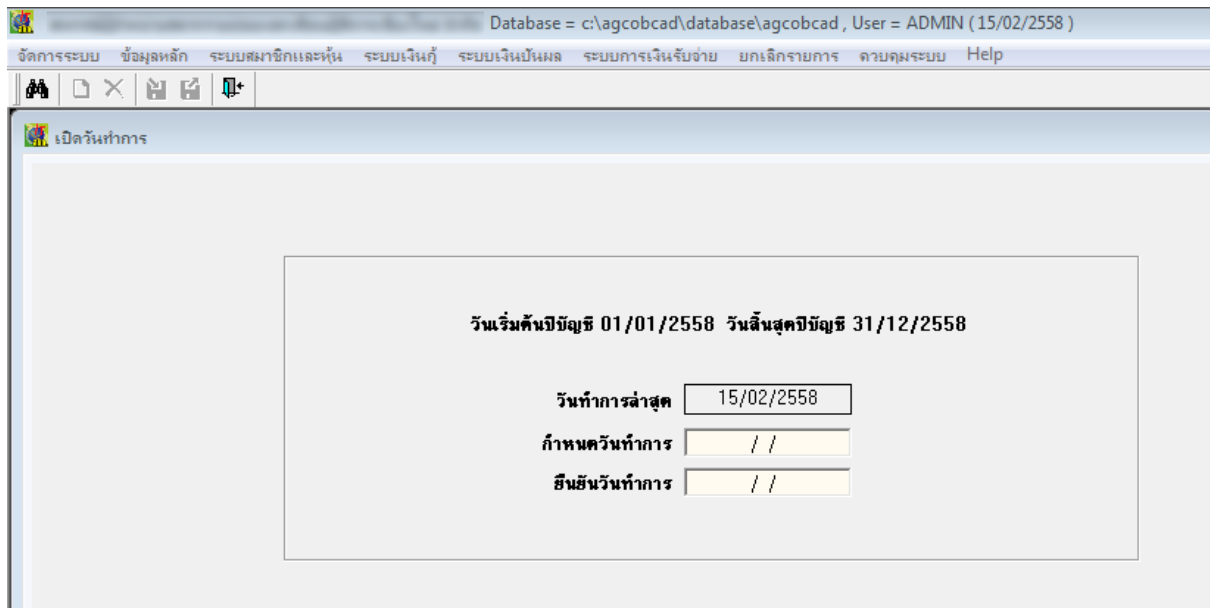 Database = c:\agcobcad\database\agcobcad , User = ADMIN ( 15/02/2558 )
จัดการระบบ ข้อมูลหลัก ระบบสมาชิกและหุ้น ระบบเงินกู้ ระบบเงินปันผล ระบบการเงินรับจ่าย ยกเลิกรายการ ควบคุมระบบ Help
เปิดวันทำการ
วันเริ่มต้นปีบัญชี 01/01/2558 วันสิ้นสุดปีบัญชี 31/12/2558
วันทำการล่าสุด 15/02/2558
กำหนดวันทำการ / /
ยืนยันวันทำการ / /